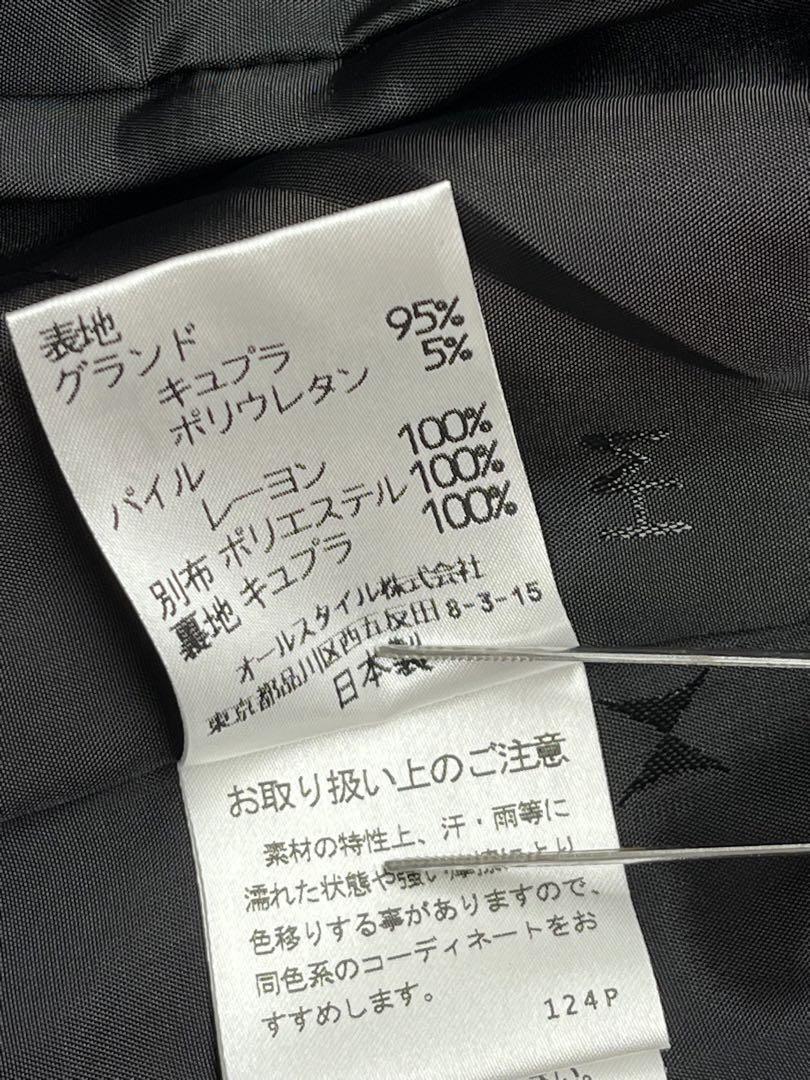 表地
グランド
キュプラ 95%
ポリウレタン 5%
パイル
レーヨン 100%
別布 ポリエステル 100%
裏地 キュプラ 100%
オールスタイル株式会社
東京都品川区西五反田 8-3-15
日本製
お取り扱い上のご注意
素材の特性上、汗・雨等に
濡れた状態や強い摩擦により
色移りする事がありますので、
同色系のコーディネートをお
すすめします。
124P